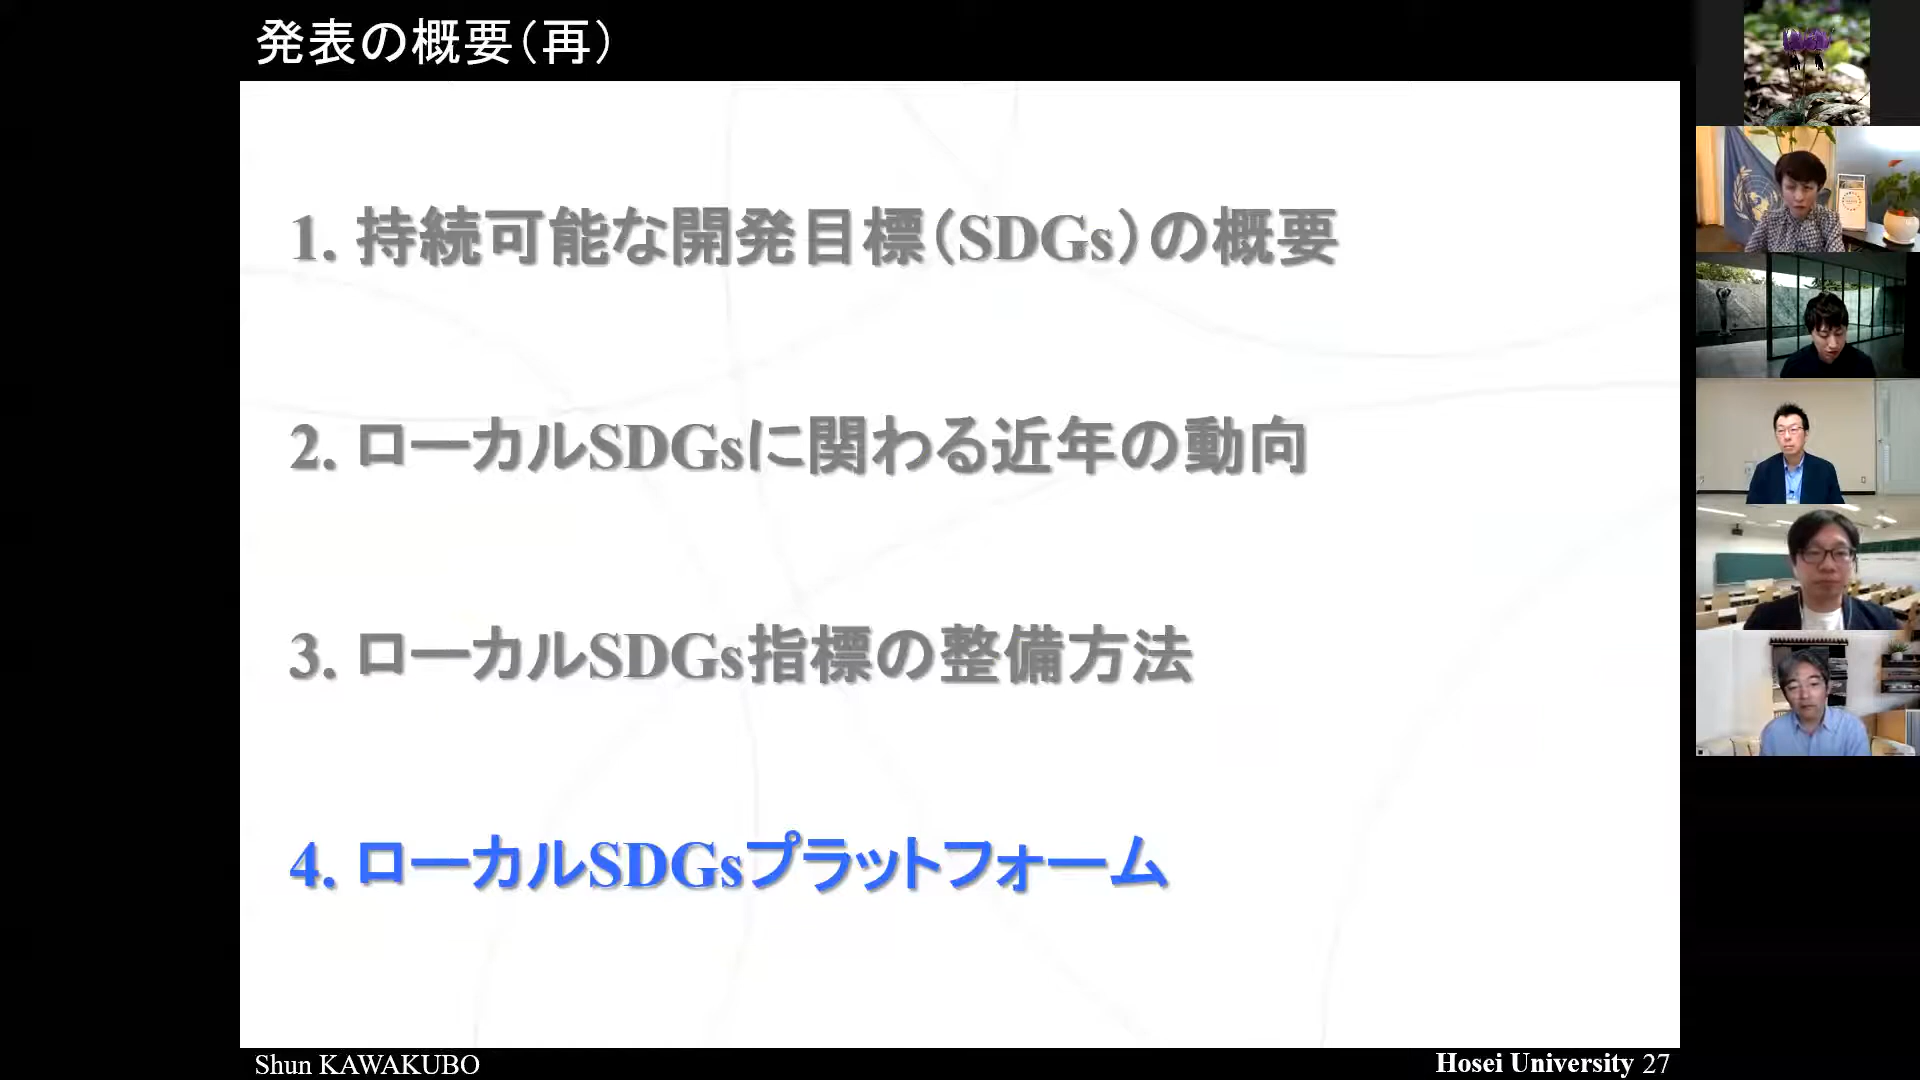 発表の概要（再）
1. 持続可能な開発目標（SDGs）の概要
2. ローカルSDGsに関わる近年の動向
3. ローカルSDGs指標の整備方法
4. ローカルSDGsプラットフォーム
Shun KAWAKUBO
Hosei University 27